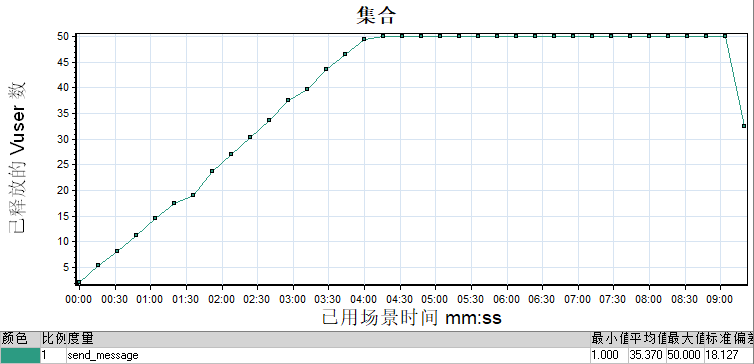 集合
已释放的 Vuser 数
50
45
40
35
30
25
20
15
10
5
00:00 00:30 01:00 01:30 02:00 02:30 03:00 03:30 04:00 04:30 05:00 05:30 06:00 06:30 07:00 07:30 08:00 08:30 09:00
已用场景时间 mm:ss
颜色 比例度量 最小值平均值最大值标准偏差
1 send_message 1.000 35.370 50.000 18.127